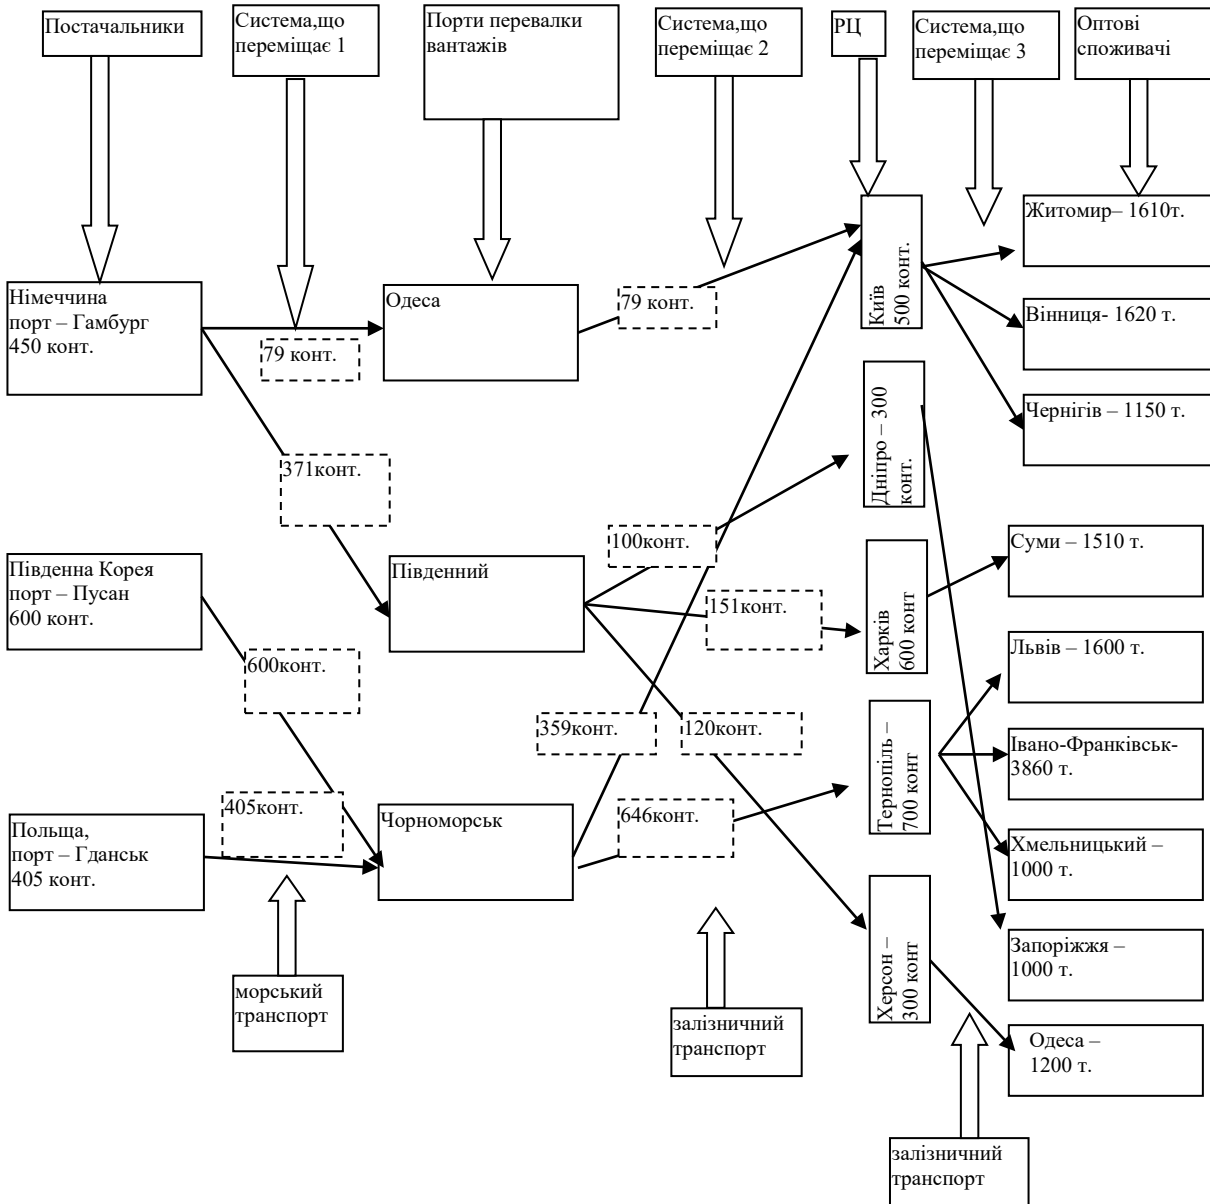 Постачальники
Система,що
переміщає 1
Порти перевалки
вантажів
Система,що
переміщає 2
РЦ
Система,що
переміщає 3
Оптові
споживачі
Німеччина
порт – Гамбург
450 конт.
79 конт.
Одеса
79 конт.
Київ
500 конт.
Житомир– 1610т.
Вінниця- 1620 т.
Чернігів – 1150 т.
371конт.
Дніпро – 300
конт.
Південна Корея
порт – Пусан
600 конт.
Південний
100конт.
151конт.
Харків
600 конт
Суми – 1510 т.
600конт.
359конт.
120конт.
Львів – 1600 т.
Івано-Франківськ-
3860 т.
Польща,
порт – Гданськ
405 конт.
405конт.
Чорноморськ
646конт.
Тернопіль –
700 конт
Хмельницький –
1000 т.
Херсон –
300 конт
Запоріжжя –
1000 т.
морський
транспорт
залізничний
транспорт
Одеса –
1200 т.
залізничний
транспорт